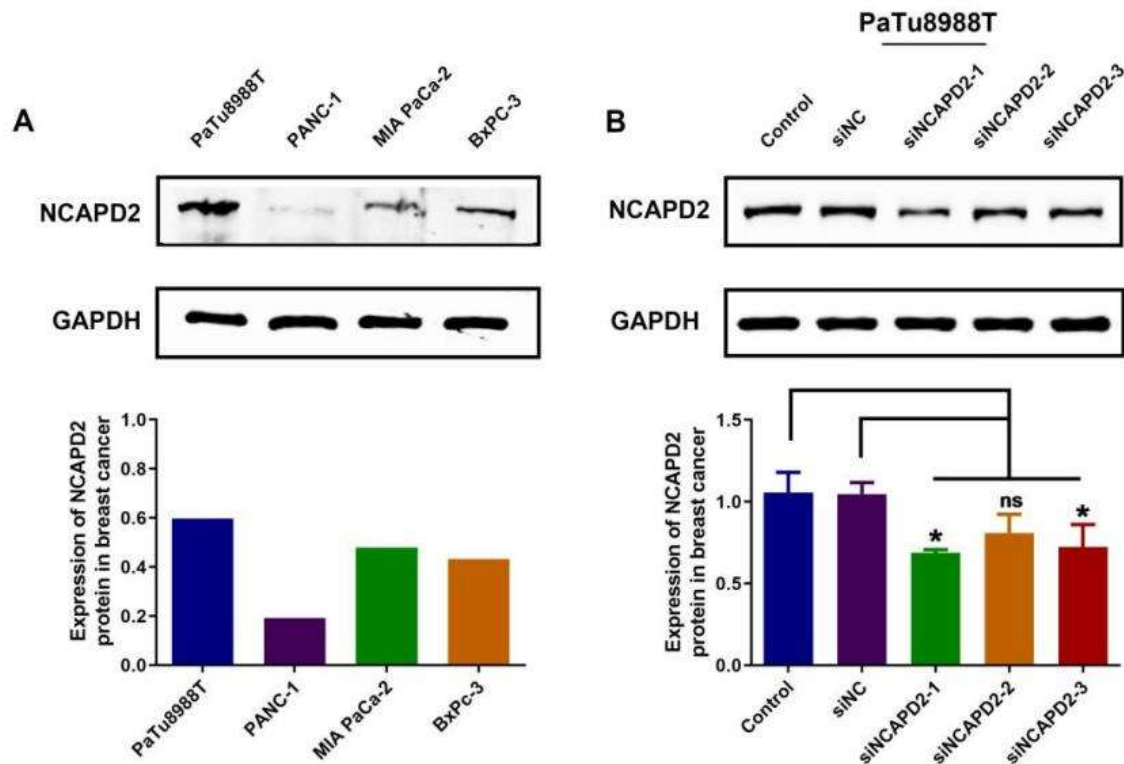 A
PaTu8988T
PANC-1
MIA PaCa-2
BxPC-3
NCAPD2
GAPDH
Expression of NCAPD2
protein in breast cancer
1.0
0.8
0.6
0.4
0.2
0.0
PaTu8988T
PANC-1
MIA PaCa-2
BxPc-3
B
PaTu8988T
Control
siNC
siNCAPD2-1
siNCAPD2-2
siNCAPD2-3
NCAPD2
GAPDH
Expression of NCAPD2
protein in breast cancer
1.5
1.0
0.5
0.0
*
ns
*
Control
siNC
siNCAPD2-1
siNCAPD2-2
siNCAPD2-3